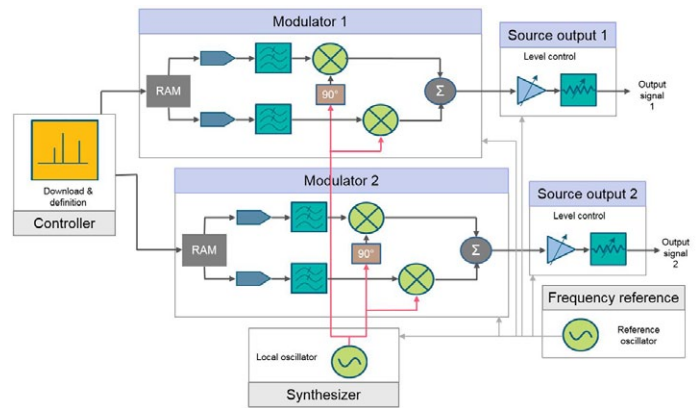 Modulator 1
RAM
90°
Σ
Source output 1
Level control
Output
signal
1
Download &
definition
Controller
Modulator 2
RAM
90°
Σ
Source output 2
Level control
Output
signal
2
Frequency reference
Reference
oscillator
Local oscillator
Synthesizer